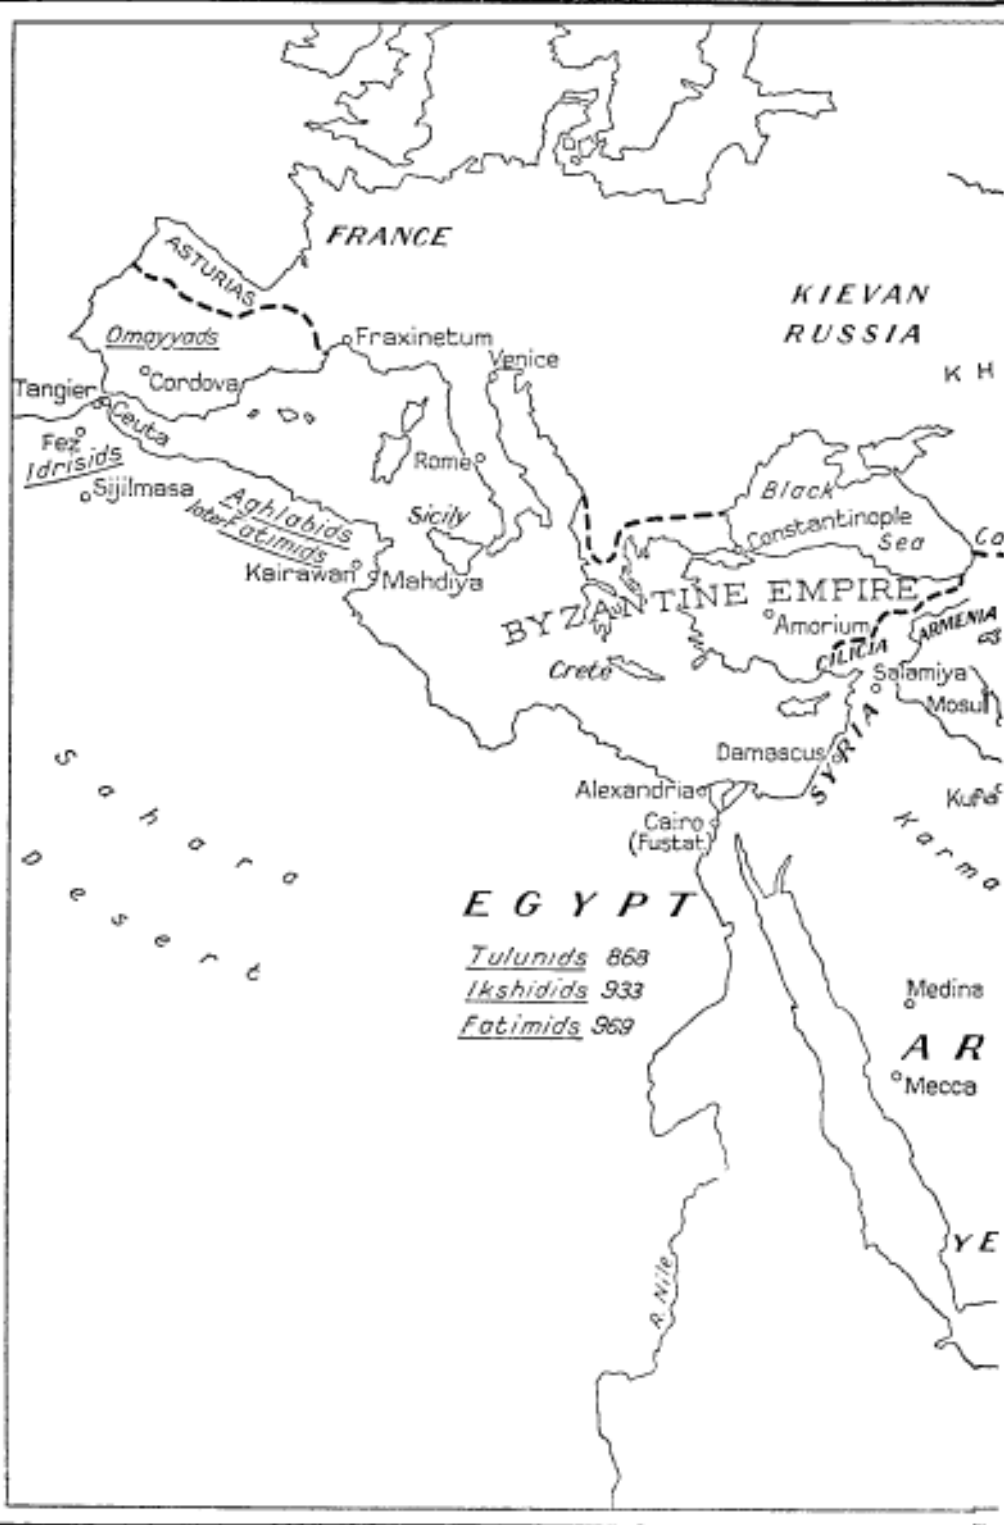 FRANCE
ASTURIAS
KIEVAN
RUSSIA
K H
Omayyads
Fraxinetum
Venice
Cordova
Tangier
Ceuta
Fez
Idrisids
Sijilmasa
Rome
Aghlabids
later Fatimids
Sicily
Black
Sea
Constantinople
Ca
Kairawan
Mahdiya
BYZANTINE EMPIRE
Amorium
ARMENIA
CILICIA
Crete
Salamiya
Mosul
SYRIA
Damascus
Alexandria
Cairo
(Fustat)
Kufa
Karma
Sahara
Desert
EGYPT
Tulunids 868
Ikshidids 933
Fatimids 969
Medina
AR
Mecca
YE
R. Nile